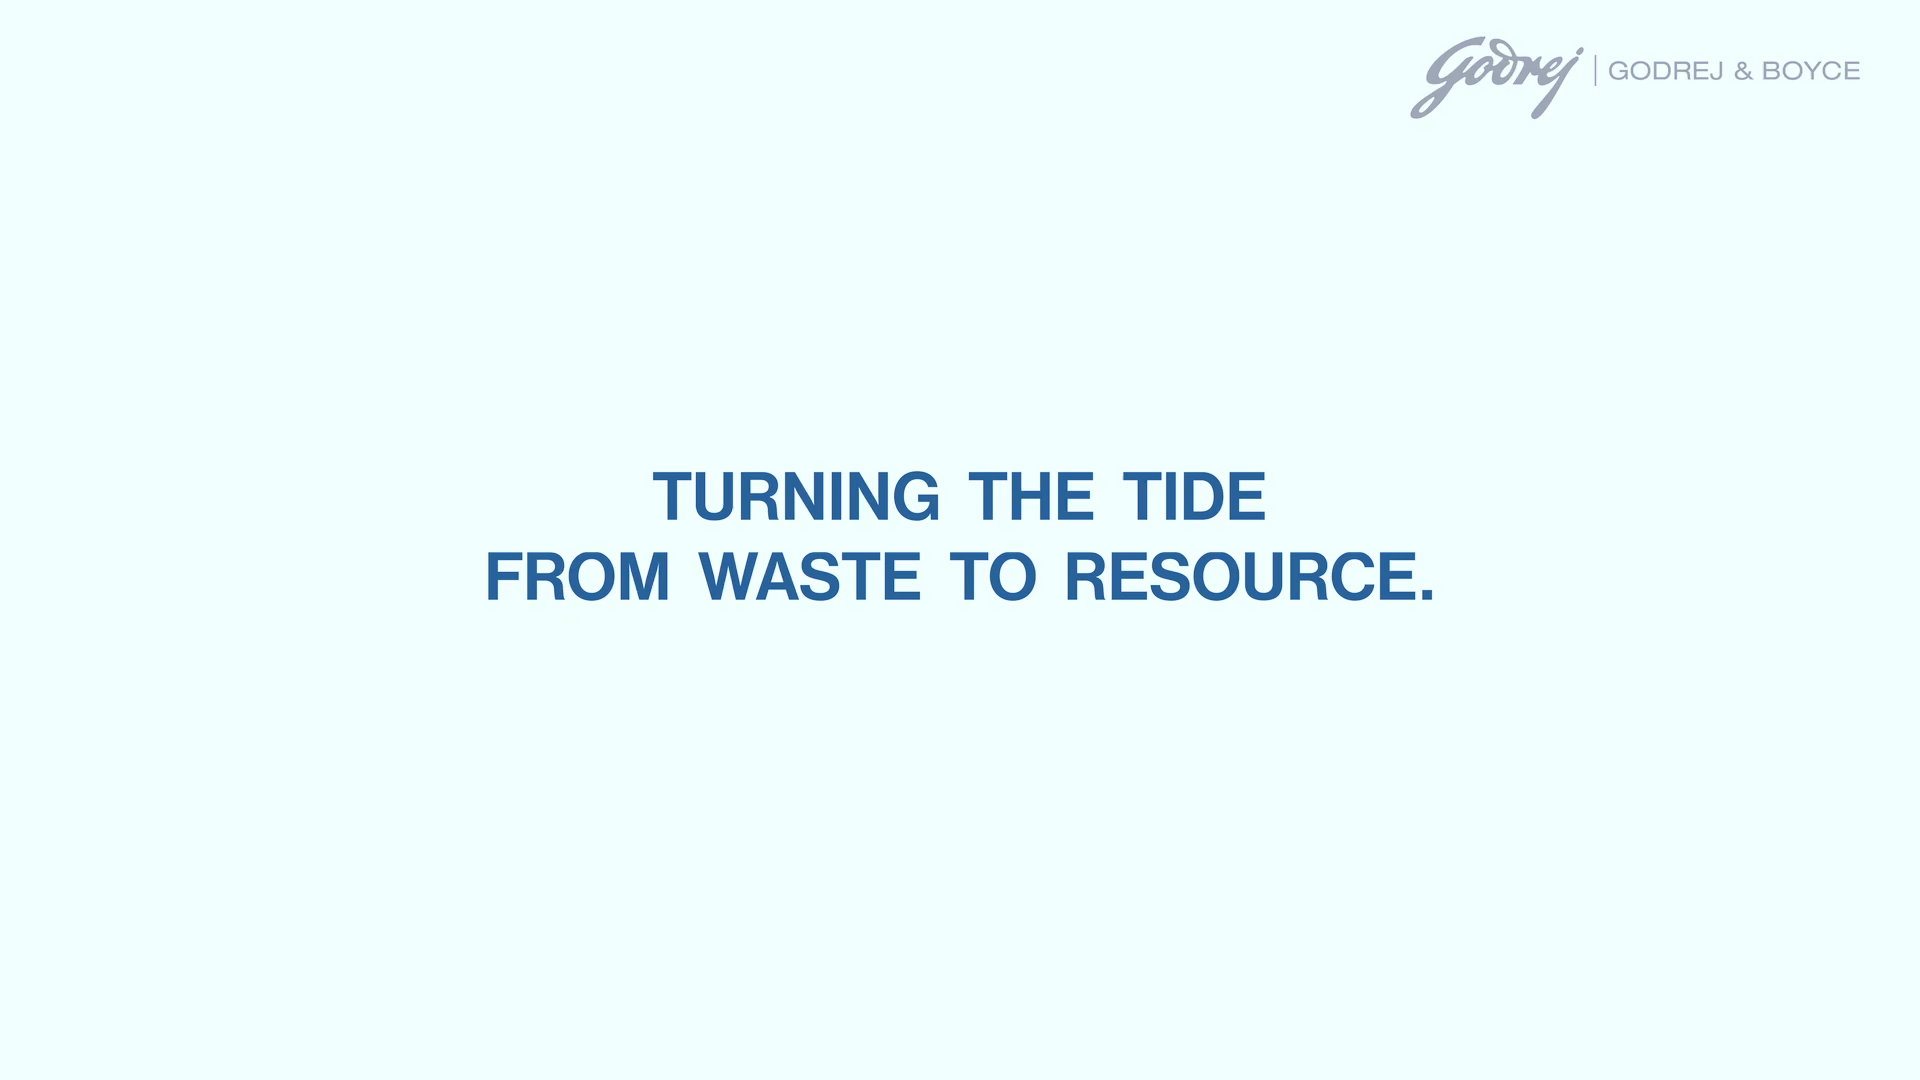 Godrej | GODREJ & BOYCE
TURNING THE TIDE
FROM WASTE TO RESOURCE.